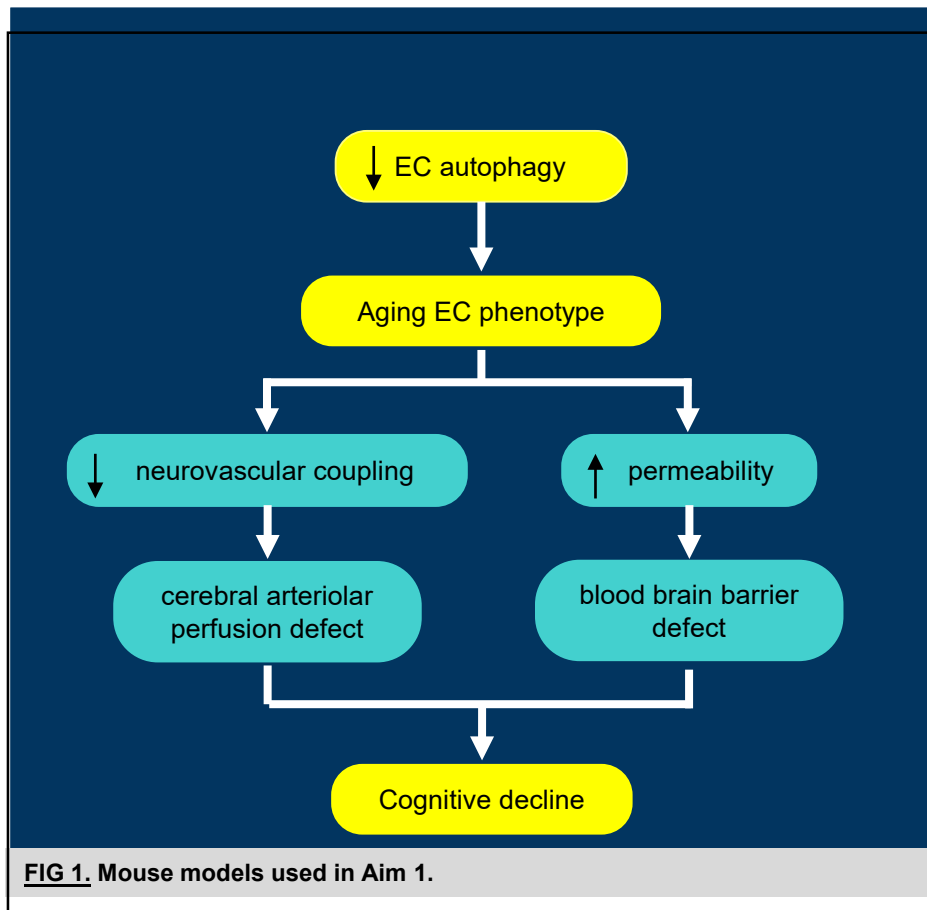 ↓ EC autophagy
Aging EC phenotype
↓ neurovascular coupling
↑ permeability
cerebral arteriolar
perfusion defect
blood brain barrier
defect
Cognitive decline
FIG 1. Mouse models used in Aim 1.